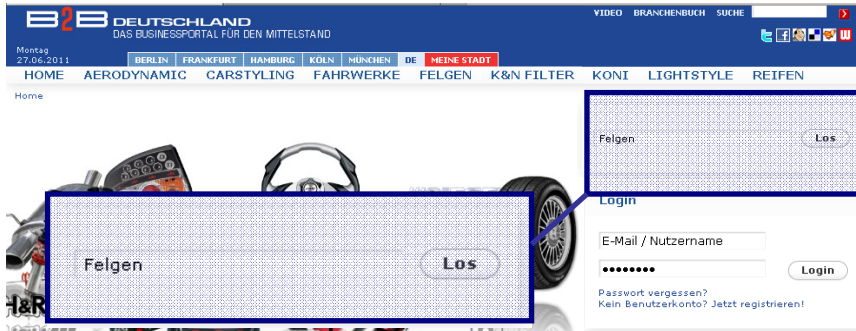 VIDEO BRANCHENBUCH SUCHE
B2B DEUTSCHLAND
DAS BUSINESSPORTAL FÜR DEN MITTELSTAND
Montag
27.06.2011
BERLIN FRANKFURT HAMBURG KÖLN MÜNCHEN DE MEINE STADT
HOME AERODYNAMIC CARSTYLING FAHRWERKE FELGEN K&N FILTER KONI LIGHTSTYLE REIFEN
Home
Felgen Los
Felgen Los
Login
E-Mail / Nutzername
Login
Passwort vergessen?
Kein Benutzerkonto? Jetzt registrieren!
H&R